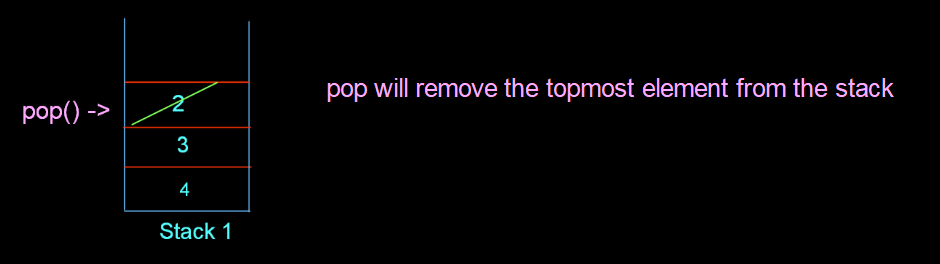 pop will remove the topmost element from the stack
pop() ->
2
3
4
Stack 1